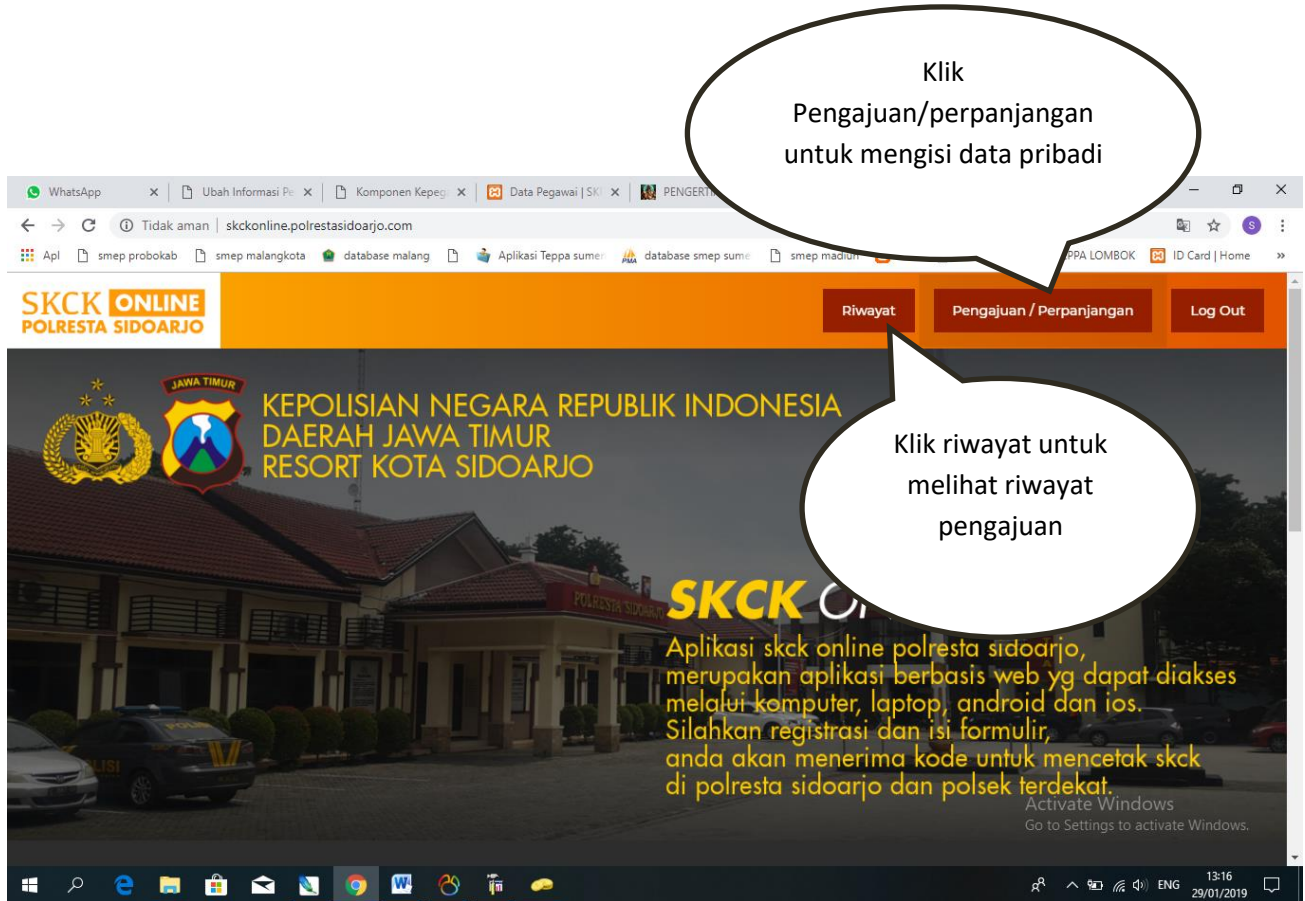 Klik
Pengajuan/perpanjangan
untuk mengisi data pribadi
WhatsApp
Ubah Informasi Pe
Komponen Kepeg
Data Pegawai | SK
PENGERTI
Tidak aman | skckonline.polrestasidoarjo.com
Apl
smep probokab
smep malangkota
database malang
Aplikasi Teppa sumen
database smep sume
smep madiun
PPA LOMBOK
ID Card | Home
SKCK ONLINE
POLRESTA SIDOARJO
Riwayat
Pengajuan / Perpanjangan
Log Out
JAWA TIMUR
KEPOLISIAN NEGARA REPUBLIK INDONESIA
DAERAH JAWA TIMUR
RESORT KOTA SIDOARJO
Klik riwayat untuk
melihat riwayat
pengajuan
POLRESTA SIDOARJO
SKCK
Aplikasi skck online polresta sidoarjo,
merupakan aplikasi berbasis web yg dapat diakses
melalui komputer, laptop, android dan ios.
Silahkan registrasi dan isi formulir,
anda akan menerima kode untuk mencetak skck
di polresta sidoarjo dan polsek terdekat.
Activate Windows
Go to Settings to activate Windows.
ENG
13:16
29/01/2019